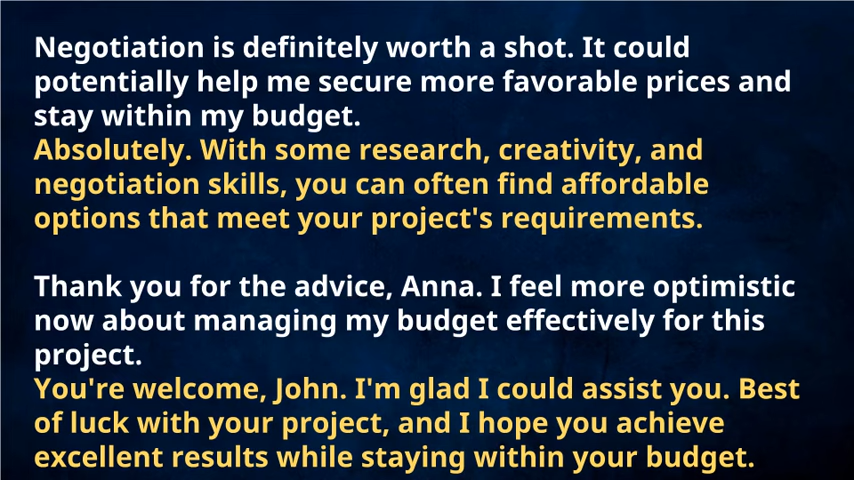 Negotiation is definitely worth a shot. It could
potentially help me secure more favorable prices and
stay within my budget.
Absolutely. With some research, creativity, and
negotiation skills, you can often find affordable
options that meet your project's requirements.
Thank you for the advice, Anna. I feel more optimistic
now about managing my budget effectively for this
project.
You're welcome, John. I'm glad I could assist you. Best
of luck with your project, and I hope you achieve
excellent results while staying within your budget.